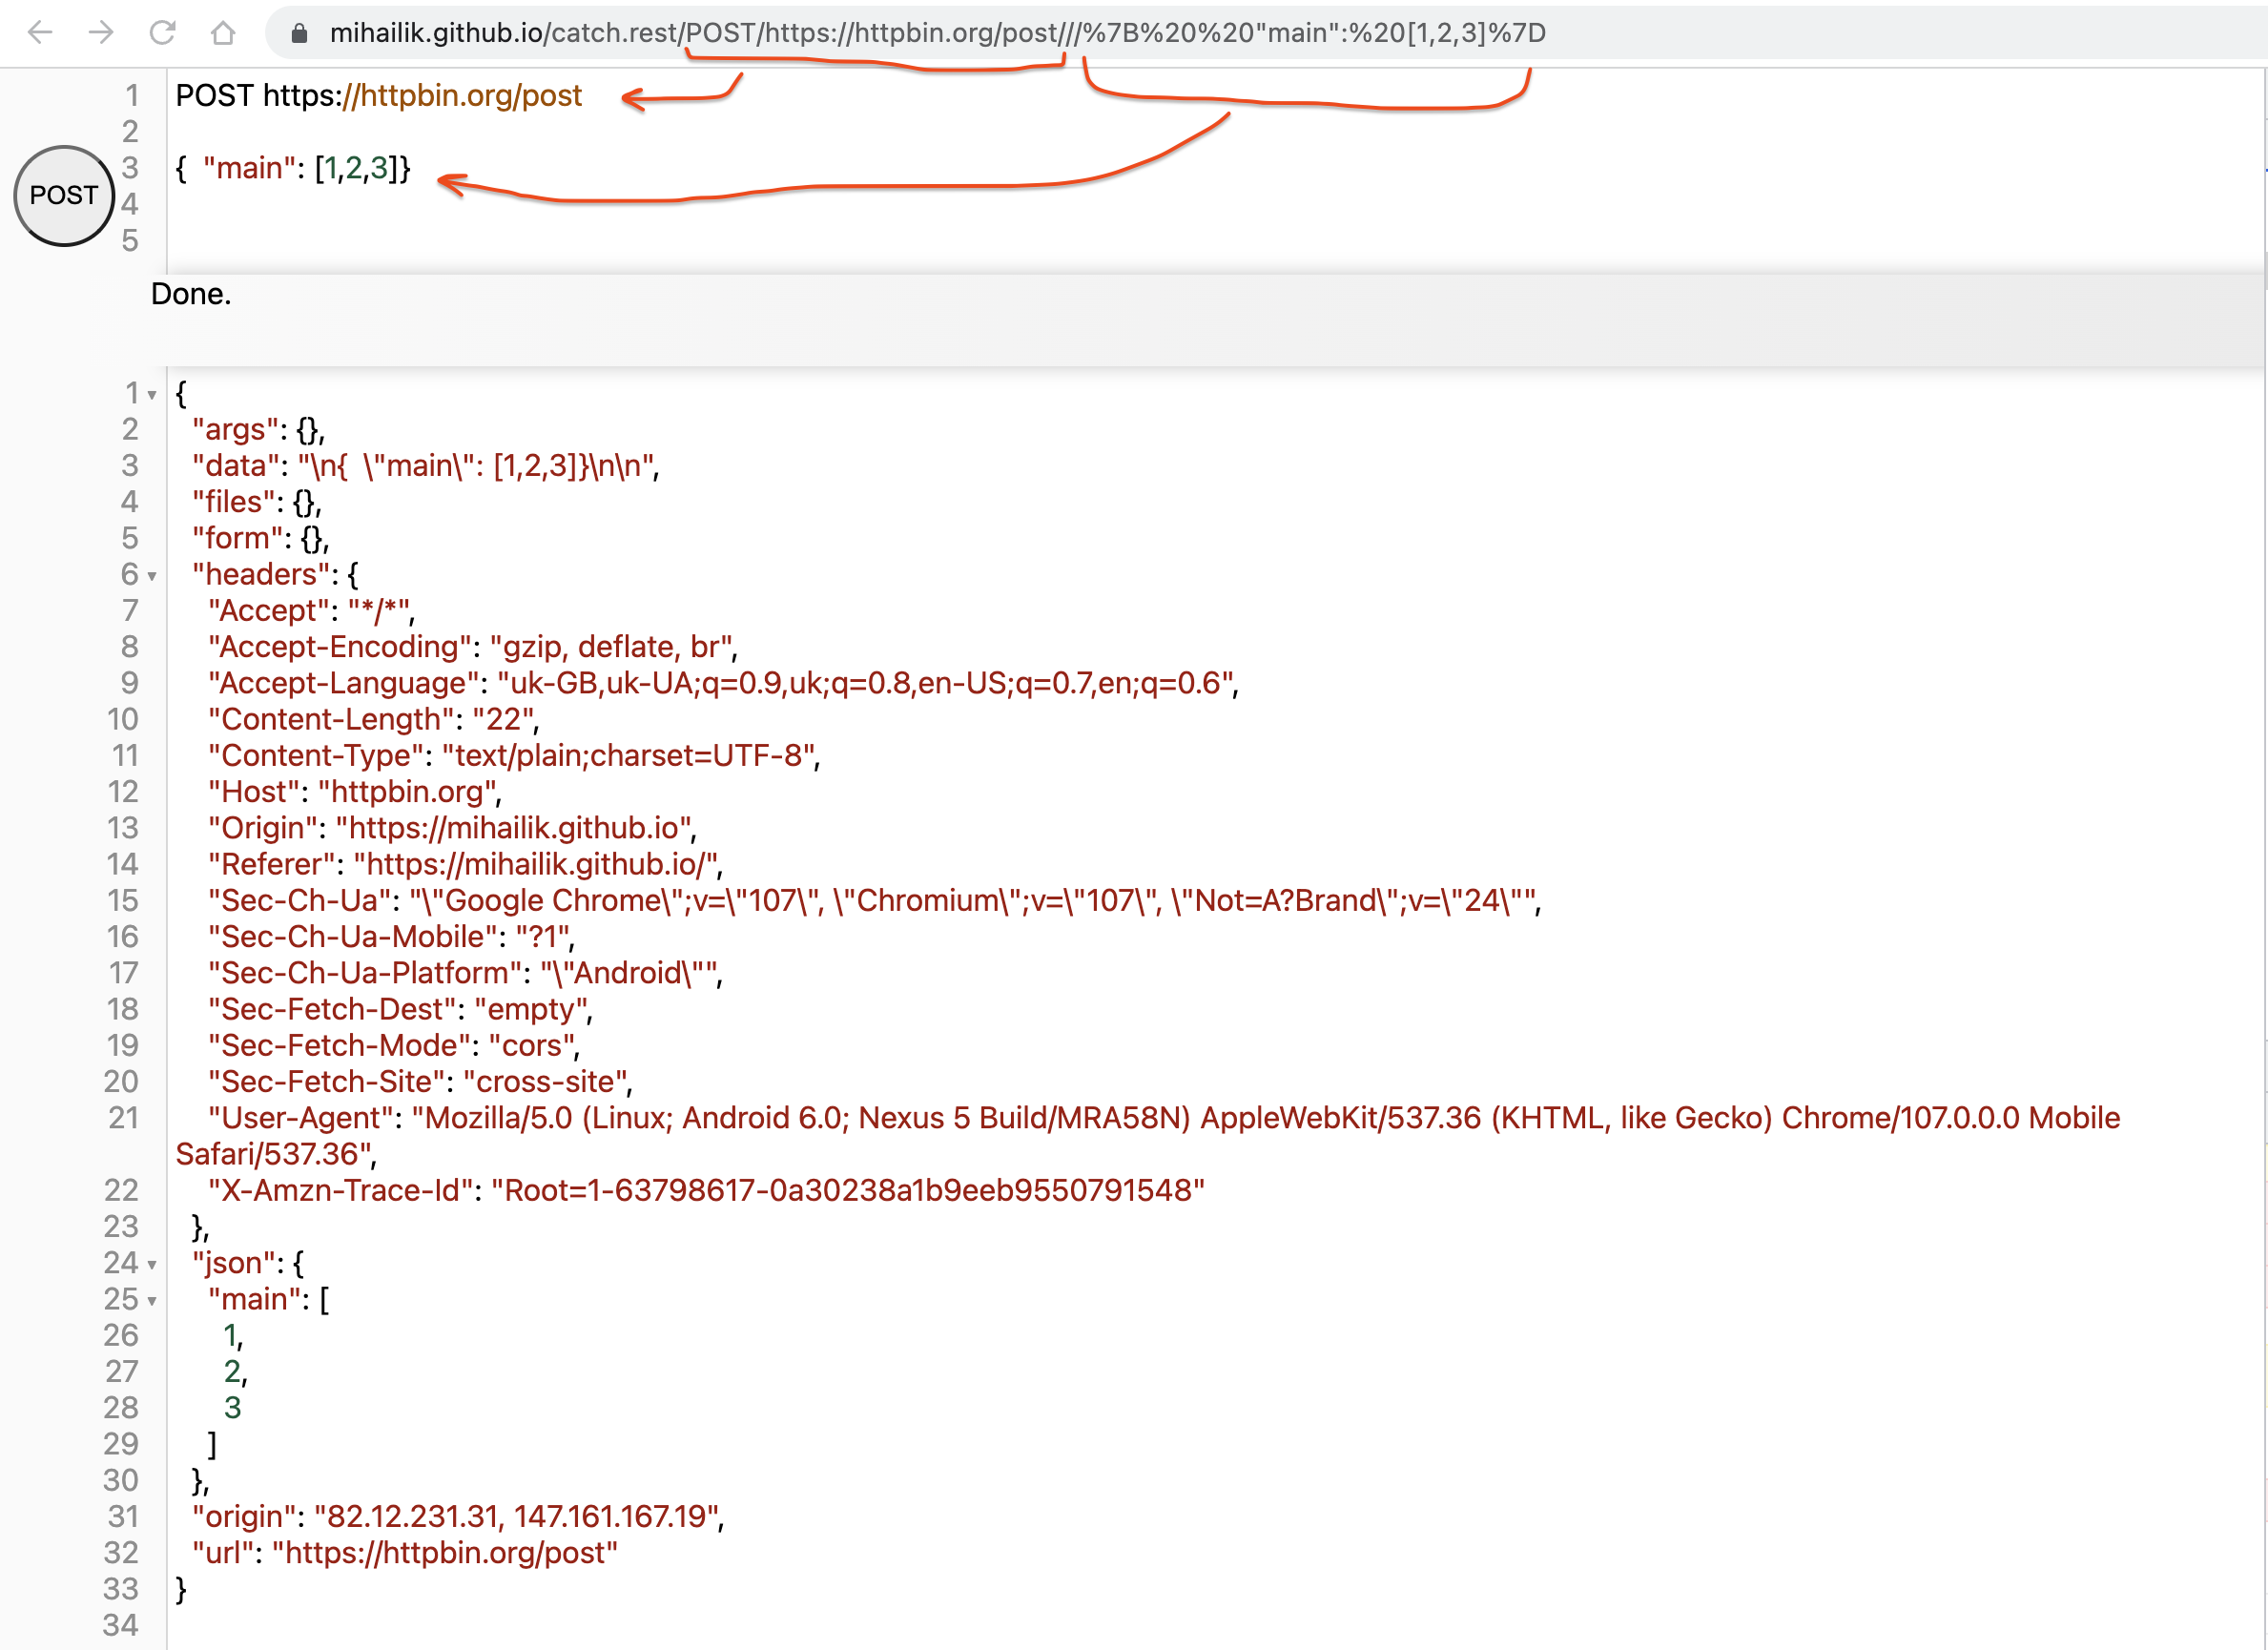 mihailik.github.io/catch.rest/POST/https://httpbin.org/post///%7B%20%20"main":%20[1,2,3]%7D
1 POST https://httpbin.org/post
2
3 {  "main": [1,2,3]}
POST
4
5
Done.
1 {
2 "args": {},
3 "data": "\n{  \"main\": [1,2,3]}\n\n",
4 "files": {},
5 "form": {},
6 "headers": {
7 "Accept": "*/*",
8 "Accept-Encoding": "gzip, deflate, br",
9 "Accept-Language": "uk-GB,uk-UA;q=0.9,uk;q=0.8,en-US;q=0.7,en;q=0.6",
10 "Content-Length": "22",
11 "Content-Type": "text/plain;charset=UTF-8",
12 "Host": "httpbin.org",
13 "Origin": "https://mihailik.github.io",
14 "Referer": "https://mihailik.github.io/",
15 "Sec-Ch-Ua": "\"Google Chrome\";v=\"107\", \"Chromium\";v=\"107\", \"Not=A?Brand\";v=\"24\"",
16 "Sec-Ch-Ua-Mobile": "?1",
17 "Sec-Ch-Ua-Platform": "\"Android\"",
18 "Sec-Fetch-Dest": "empty",
19 "Sec-Fetch-Mode": "cors",
20 "Sec-Fetch-Site": "cross-site",
21 "User-Agent": "Mozilla/5.0 (Linux; Android 6.0; Nexus 5 Build/MRA58N) AppleWebKit/537.36 (KHTML, like Gecko) Chrome/107.0.0.0 Mobile
Safari/537.36",
22 "X-Amzn-Trace-Id": "Root=1-63798617-0a30238a1b9eeb9550791548"
23 },
24 "json": {
25 "main": [
26 1,
27 2,
28 3
29 ]
30 },
31 "origin": "82.12.231.31, 147.161.167.19",
32 "url": "https://httpbin.org/post"
33 }
34